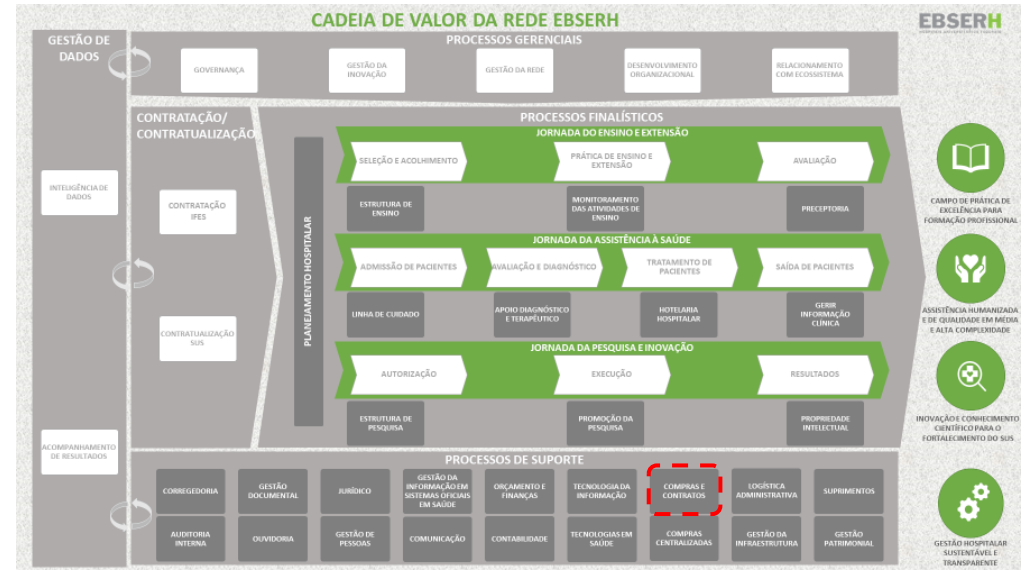 CADEIA DE VALOR DA REDE EBSERH
EBSERH
GESTÃO DE
DADOS
PROCESSOS GERENCIAIS
GOVERNANÇA
GESTÃO DA
INOVAÇÃO
GESTÃO DA REDE
DESENVOLVIMENTO
ORGANIZACIONAL
RELACIONAMENTO
COM ECOSSISTEMA
INTELIGÊNCIA DE
DADOS
ACOMPANHAMENTO
DE RESULTADOS
CONTRATAÇÃO/
CONTRATUALIZAÇÃO
CONTRATAÇÃO
IFES
CONTRATUALIZAÇÃO
SUS
PROCESSOS FINALÍSTICOS
PLANEJAMENTO HOSPITALAR
JORNADA DO ENSINO E EXTENSÃO
SELEÇÃO E ACOLHIMENTO
PRÁTICA DE ENSINO E
EXTENSÃO
AVALIAÇÃO
ESTRUTURA DE
ENSINO
MONITORAMENTO
DAS ATIVIDADES DE
ENSINO
PRECEPTORIA
JORNADA DA ASSISTÊNCIA À SAÚDE
ADMISSÃO DE PACIENTES
AVALIAÇÃO E DIAGNÓSTICO
TRATAMENTO DE
PACIENTES
SAÍDA DE PACIENTES
LINHA DE CUIDADO
APOIO DIAGNÓSTICO
E TERAPÊUTICO
HOTELARIA
HOSPITALAR
GERIR
INFORMAÇÃO
CLÍNICA
JORNADA DA PESQUISA E INOVAÇÃO
AUTORIZAÇÃO
EXECUÇÃO
RESULTADOS
ESTRUTURA DE
PESQUISA
PROMOÇÃO DA
PESQUISA
PROPRIEDADE
INTELECTUAL
CAMPO DE PRÁTICA DE
EXCELÊNCIA PARA
FORMAÇÃO PROFISSIONAL
ASSISTÊNCIA HUMANIZADA
E DE QUALIDADE EM MÉDIA
E ALTA COMPLEXIDADE
INOVAÇÃO E CONHECIMENTO
CIENTÍFICO PARA O
FORTALECIMENTO DO SUS
GESTÃO HOSPITALAR
SUSTENTÁVEL E
TRANSPARENTE
PROCESSOS DE SUPORTE
CORREGEDORIA
GESTÃO
DOCUMENTAL
JURÍDICO
GESTÃO DA
INFORMAÇÃO EM
SISTEMAS OFICIAIS
EM SAÚDE
ORÇAMENTO E
FINANÇAS
TECNOLOGIA DA
INFORMAÇÃO
COMPRAS E
CONTRATOS
LOGÍSTICA
ADMINISTRATIVA
SUPRIMENTOS
AUDITORIA
INTERNA
OUVIDORIA
GESTÃO DE
PESSOAS
COMUNICAÇÃO
CONTABILIDADE
TECNOLOGIAS EM
SAÚDE
COMPRAS
CENTRALIZADAS
GESTÃO DA
INFRAESTRUTURA
GESTÃO
PATRIMONIAL